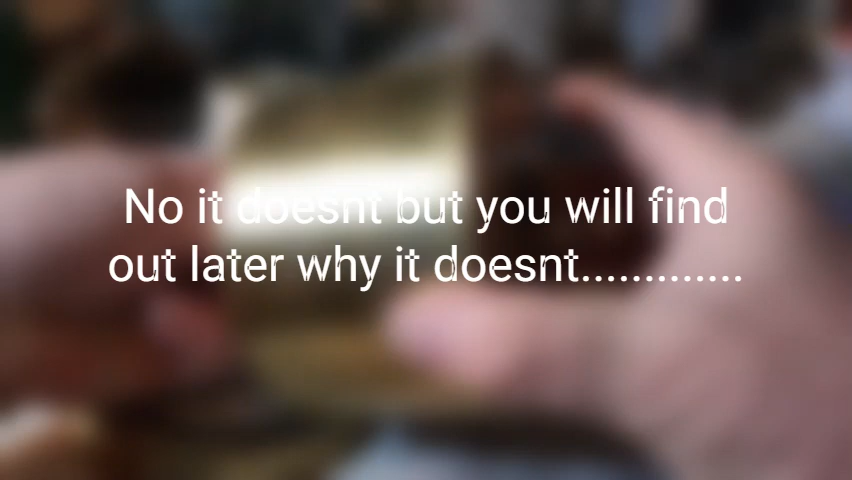 No it doesnt but you will find
out later why it doesnt.............